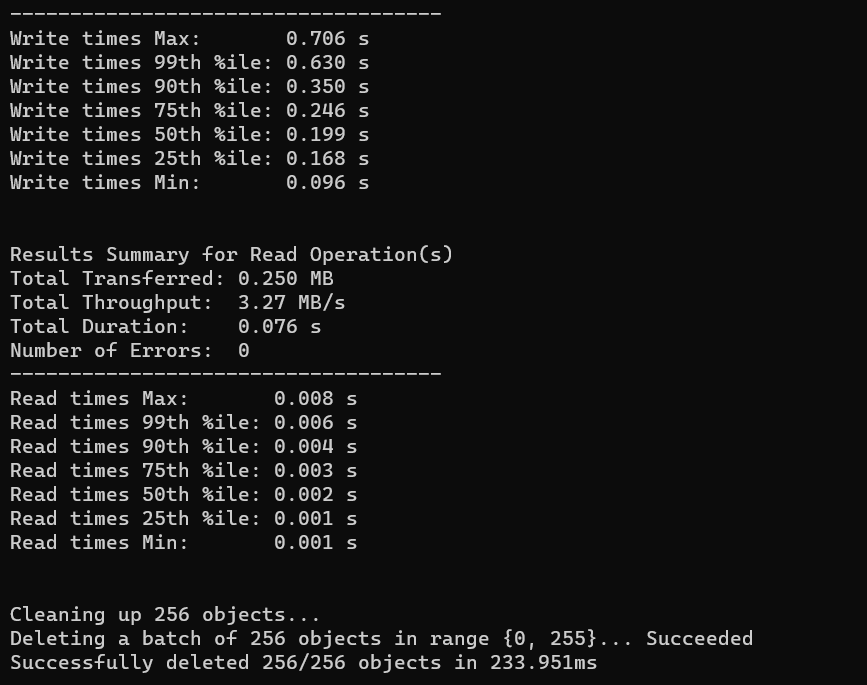 ------------------------------------
Write times Max:       0.706 s
Write times 99th %ile: 0.630 s
Write times 90th %ile: 0.350 s
Write times 75th %ile: 0.246 s
Write times 50th %ile: 0.199 s
Write times 25th %ile: 0.168 s
Write times Min:       0.096 s
Results Summary for Read Operation(s)
Total Transferred: 0.250 MB
Total Throughput:  3.27 MB/s
Total Duration:    0.076 s
Number of Errors:  0
------------------------------------
Read times Max:       0.008 s
Read times 99th %ile: 0.006 s
Read times 90th %ile: 0.004 s
Read times 75th %ile: 0.003 s
Read times 50th %ile: 0.002 s
Read times 25th %ile: 0.001 s
Read times Min:       0.001 s
Cleaning up 256 objects...
Deleting a batch of 256 objects in range {0, 255}... Succeeded
Successfully deleted 256/256 objects in 233.951ms